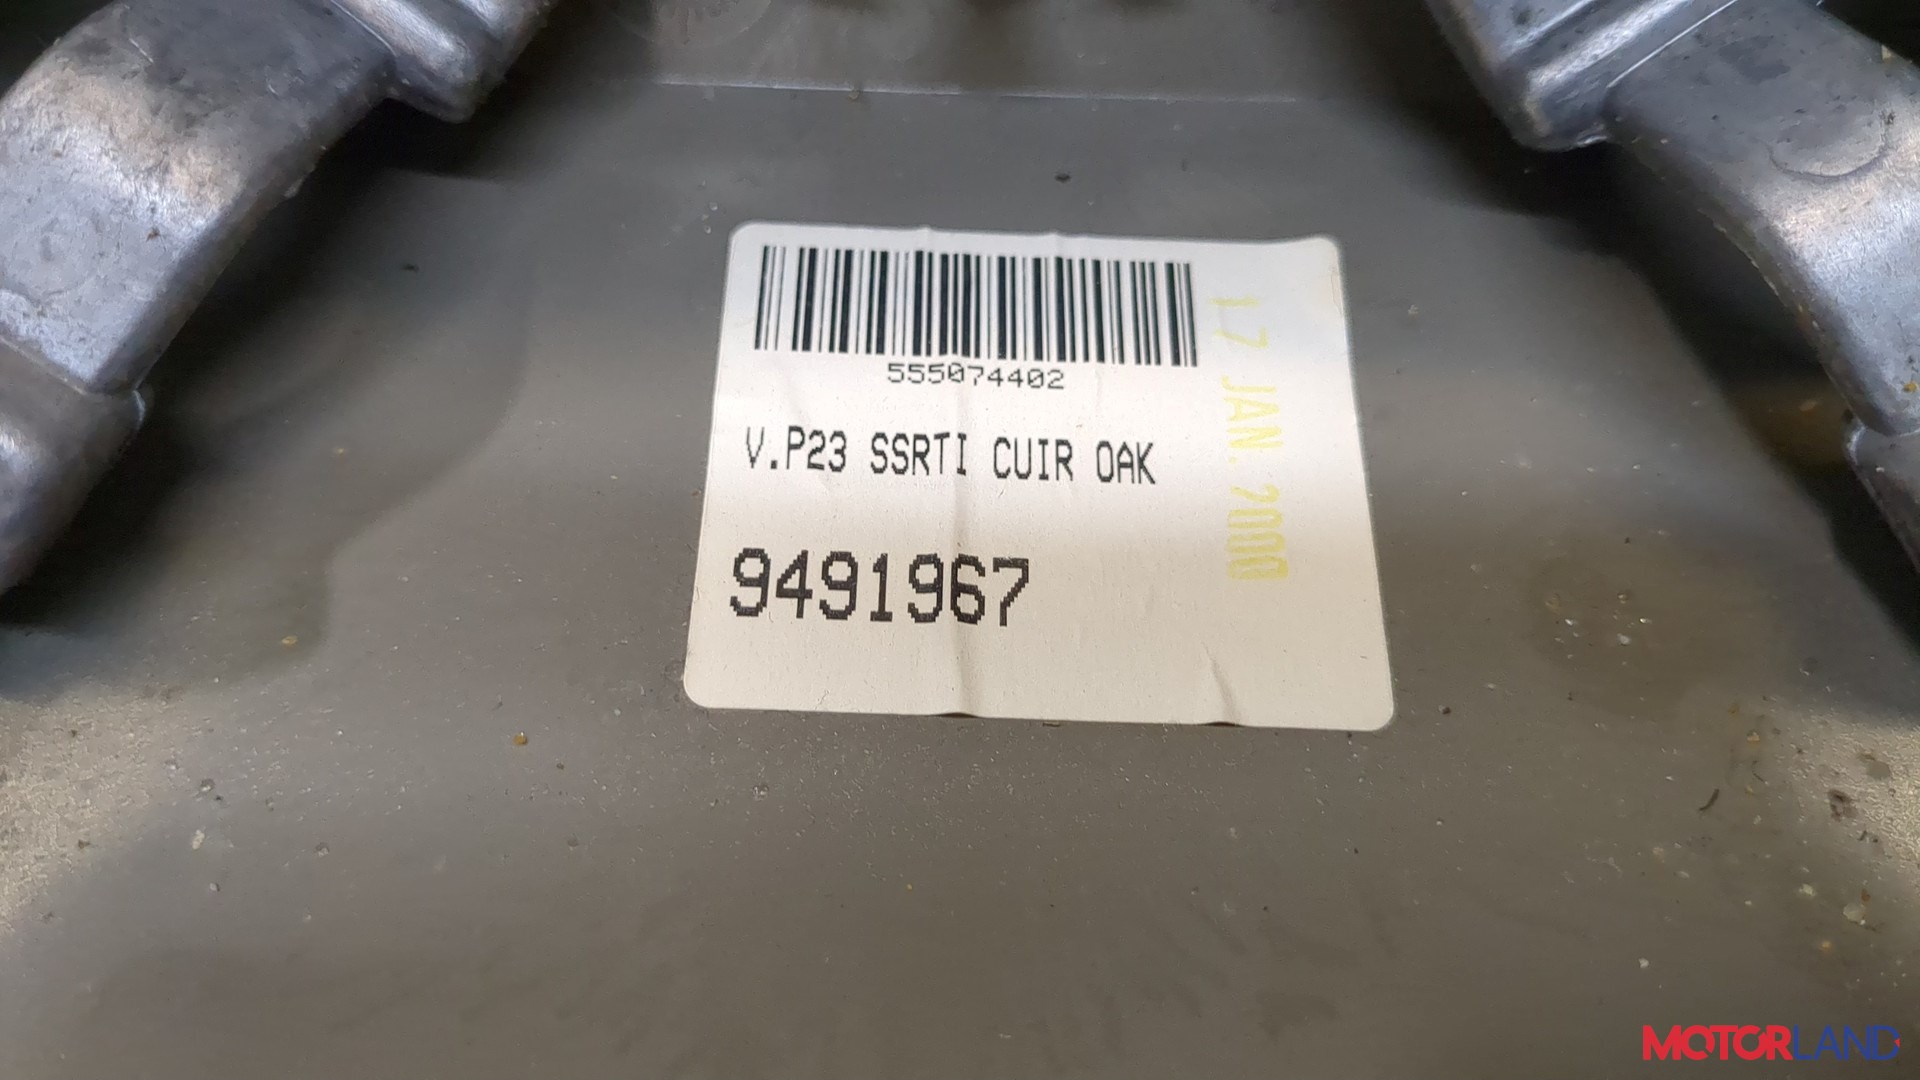 555074402
V.P23 SSRTI CUIR OAK
9491967
17 JAN. 2000
MOTORLAND